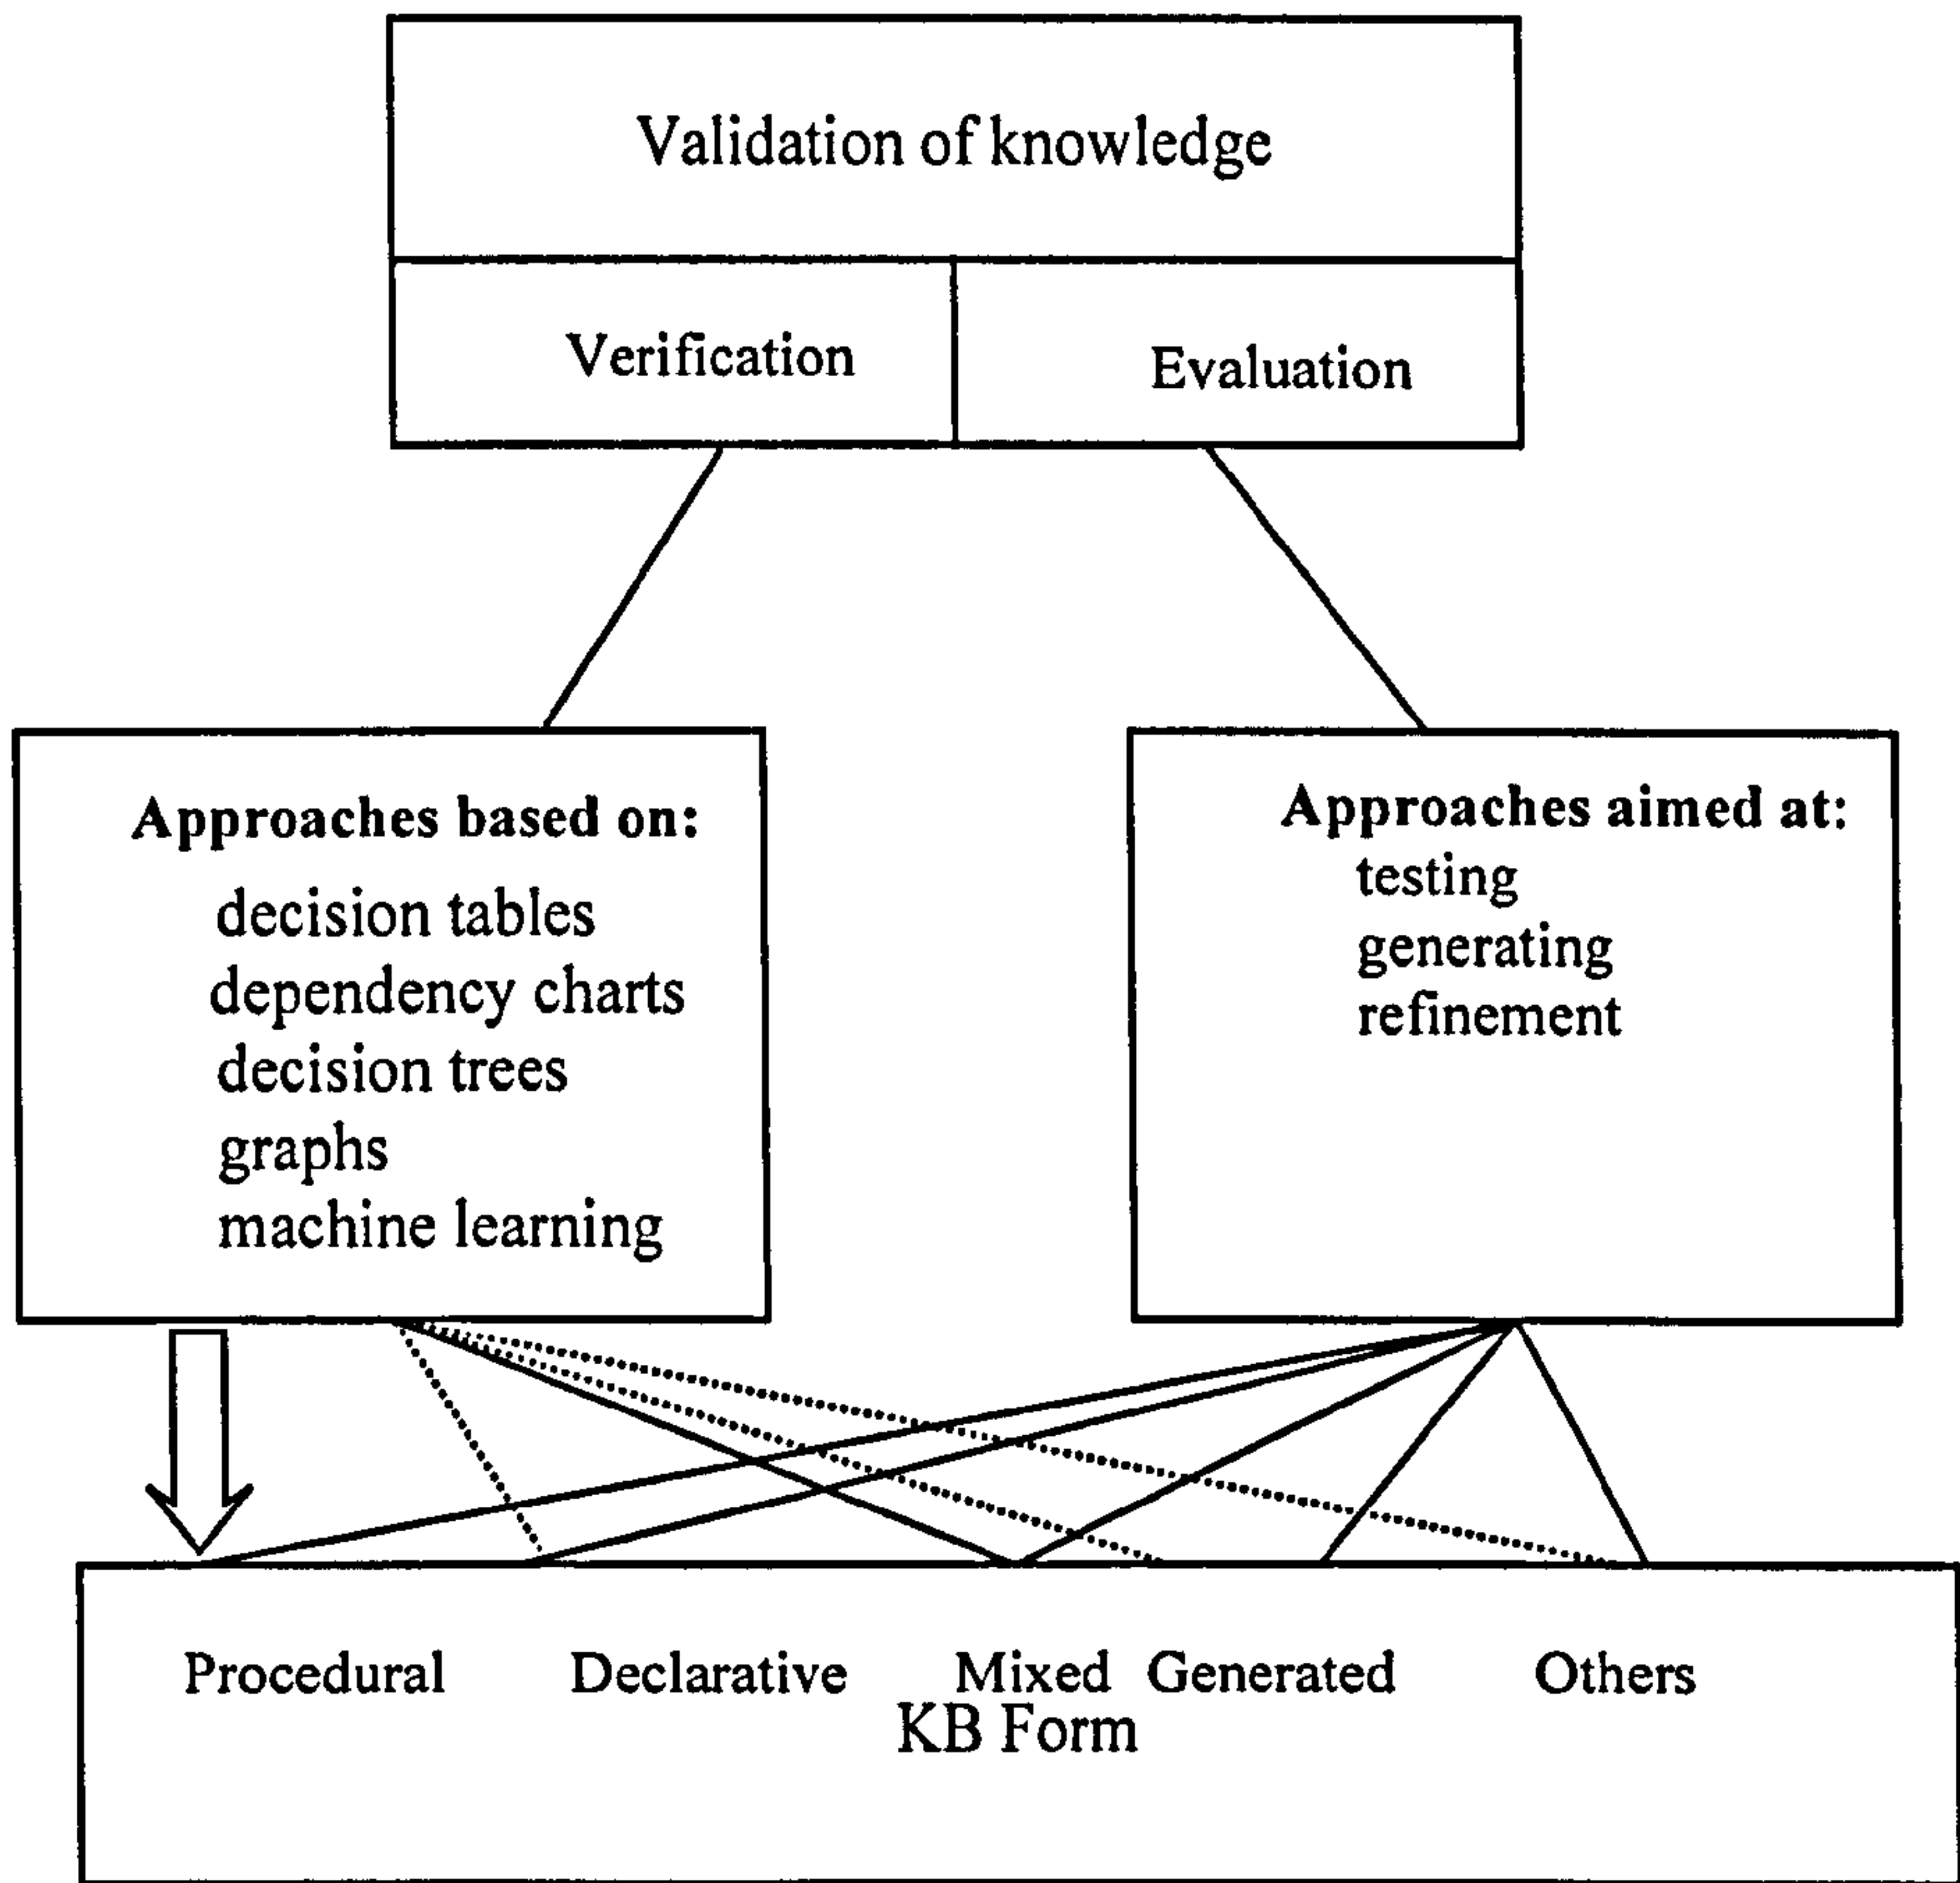 Validation of knowledge
Verification
Evaluation
Approaches based on:
decision tables
dependency charts
decision trees
graphs
machine learning
Approaches aimed at:
testing
generating
refinement
Procedural Declarative Mixed Generated Others
KB Form